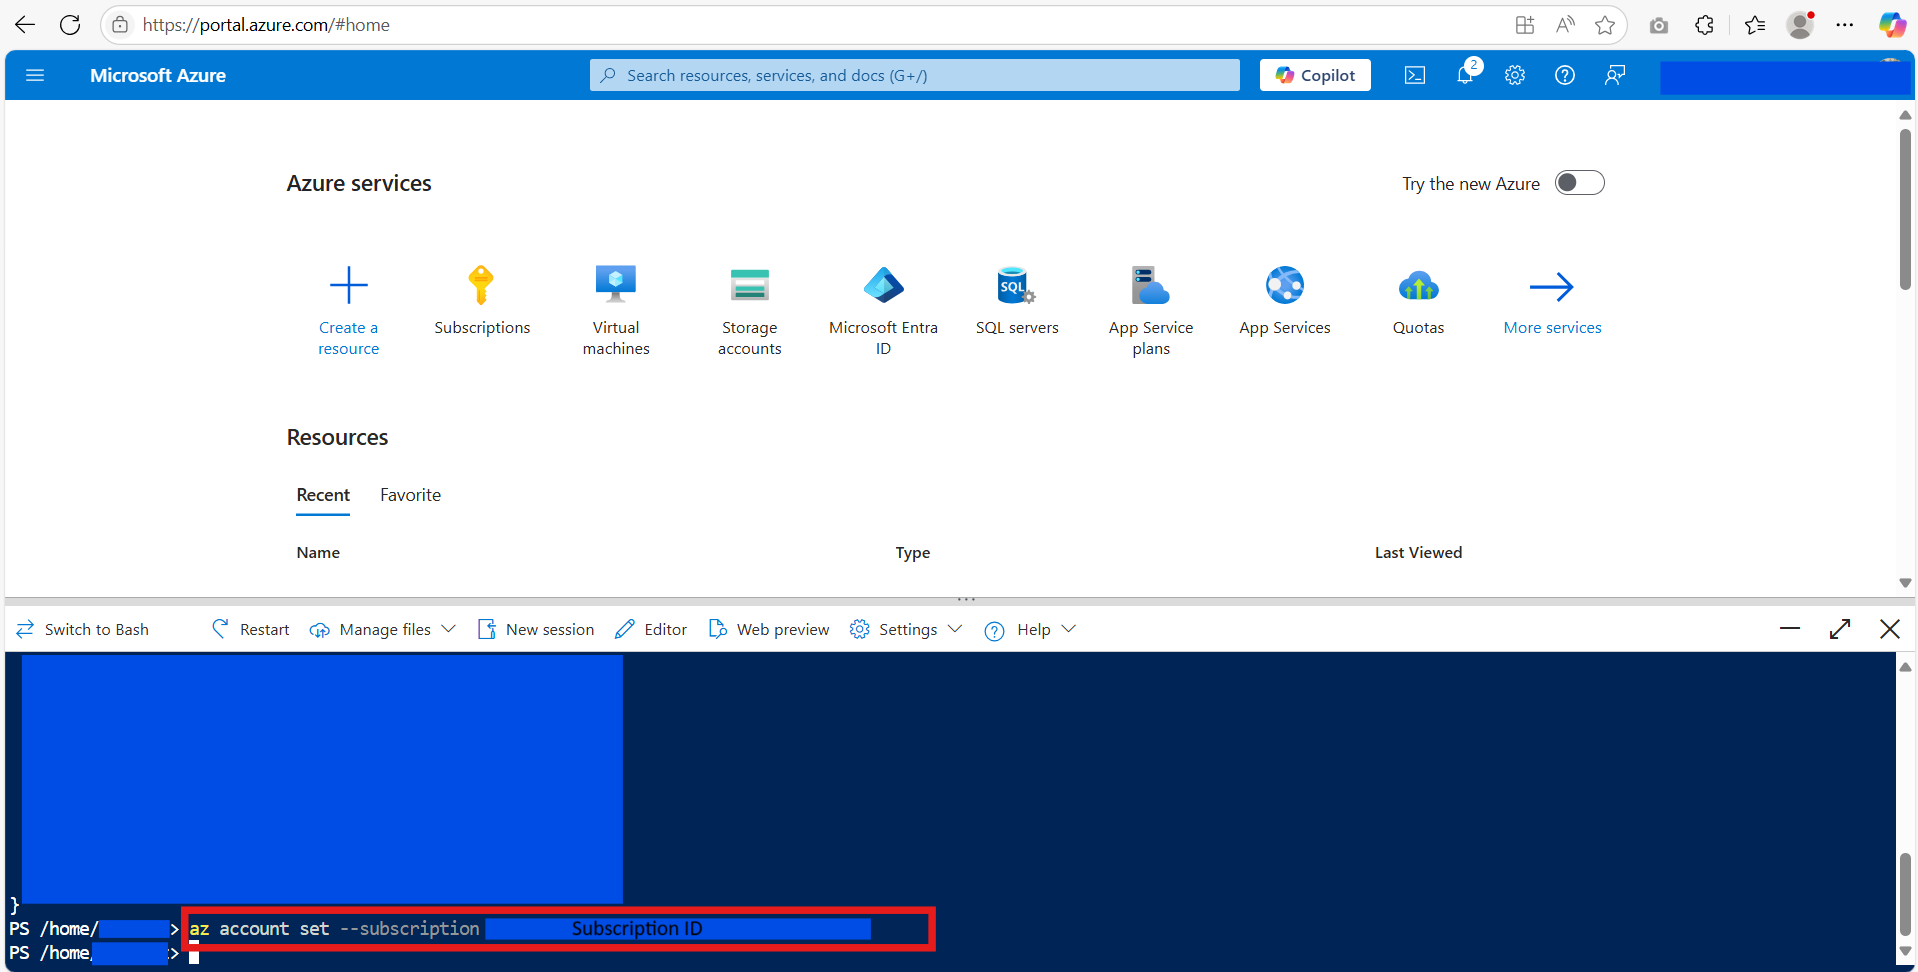 https://portal.azure.com/#home
Microsoft Azure
Search resources, services, and docs (G+/)
Copilot
2
Azure services
Try the new Azure
Create a resource
Subscriptions
Virtual machines
Storage accounts
Microsoft Entra ID
SQL
SQL servers
App Service plans
App Services
Quotas
More services
Resources
Recent Favorite
Name Type Last Viewed
Switch to Bash Restart Manage files New session Editor Web preview Settings Help
}
PS /home/ > az account set --subscription Subscription ID
PS /home/ >